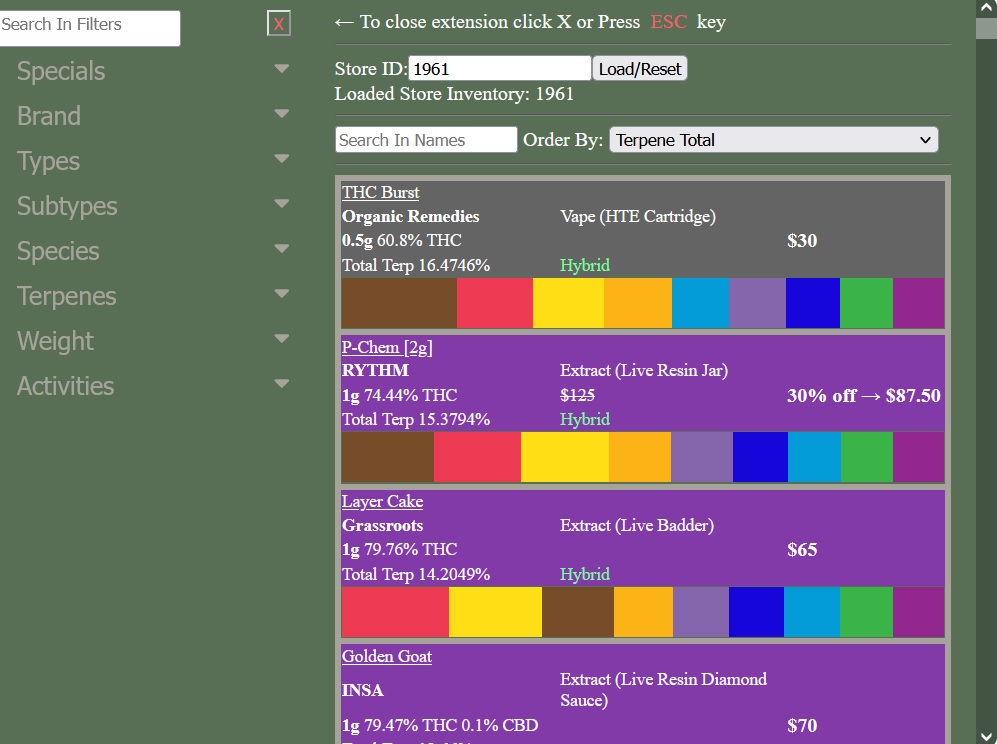 Search In Filters
X
Specials
Brand
Types
Subtypes
Species
Terpenes
Weight
Activities
← To close extension click X or Press ESC key
Store ID: 1961 Load/Reset
Loaded Store Inventory: 1961
Search In Names Order By: Terpene Total
THC Burst
Organic Remedies Vape (HTE Cartridge)
0.5g 60.8% THC $30
Total Terp 16.4746% Hybrid
P-Chem [2g]
RYTHM Extract (Live Resin Jar)
1g 74.44% THC $125 30% off → $87.50
Total Terp 15.3794% Hybrid
Layer Cake
Grassroots Extract (Live Badder)
1g 79.76% THC $65
Total Terp 14.2049% Hybrid
Golden Goat
INSA Extract (Live Resin Diamond
Sauce)
1g 79.47% THC 0.1% CBD $70